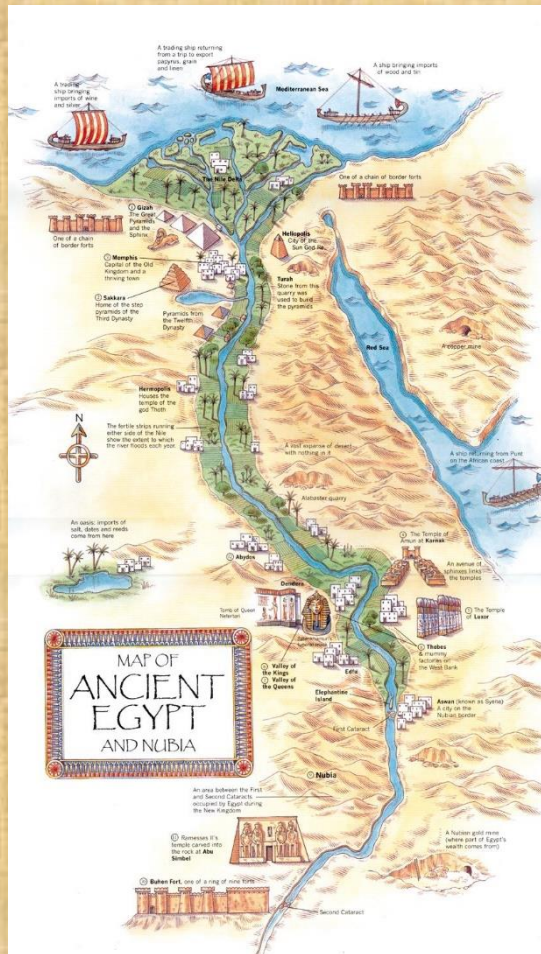 A trading ship returning
from a trip to export
papyrus, grain
and linen
A ship bringing imports
of wood and tin
A trading
ship bringing
imports of wine
and silver
Mediterranean Sea
The Nile Delta
One of a chain of border forts
Gizah
The Great
Pyramids
and the
Sphinx
One of a chain
of border forts
Heliopolis
City of the
Sun God Re
Memphis
Capital of the Old
Kingdom and a
thriving town
Turah
Stone from this
quarry was
used to build
the pyramids
Sakkara
Home of the step
pyramids of the
Third Dynasty
Pyramids from
the Twelfth
Dynasty
Red Sea
A copper mine
Hermopolis
Houses the
temple of the
god Thoth
The fertile strips running
either side of the Nile
show the extent to which
the river floods each year.
N
A vast expanse of desert
with nothing in it
A ship returning from Punt
on the African coast
Alabaster quarry
An oasis: imports of
salt, dates and reeds
come from here
Abydos
The Temple of
Amun at Karnak
An avenue of
sphinxes links
the temples
Dendera
Tomb of Queen
Nefertari
The Temple
of Luxor
Thebes
& mummy
factories on
the West Bank
Valley of
the Kings
Valley of
the Queens
Edfu
Elephantine
Island
Aswan (known as Syene)
A city on the
Nubian border
First Cataract
MAP OF
ANCIENT
EGYPT
AND NUBIA
Nubia
An area between the First
and Second Cataracts
occupied by Egypt during
the New Kingdom
Rameses II's
temple carved into
the rock at Abu
Simbel
A Nubian gold mine
(where part of Egypt's
wealth comes from)
Buhen Fort, one of a ring of nine forts
Second Cataract